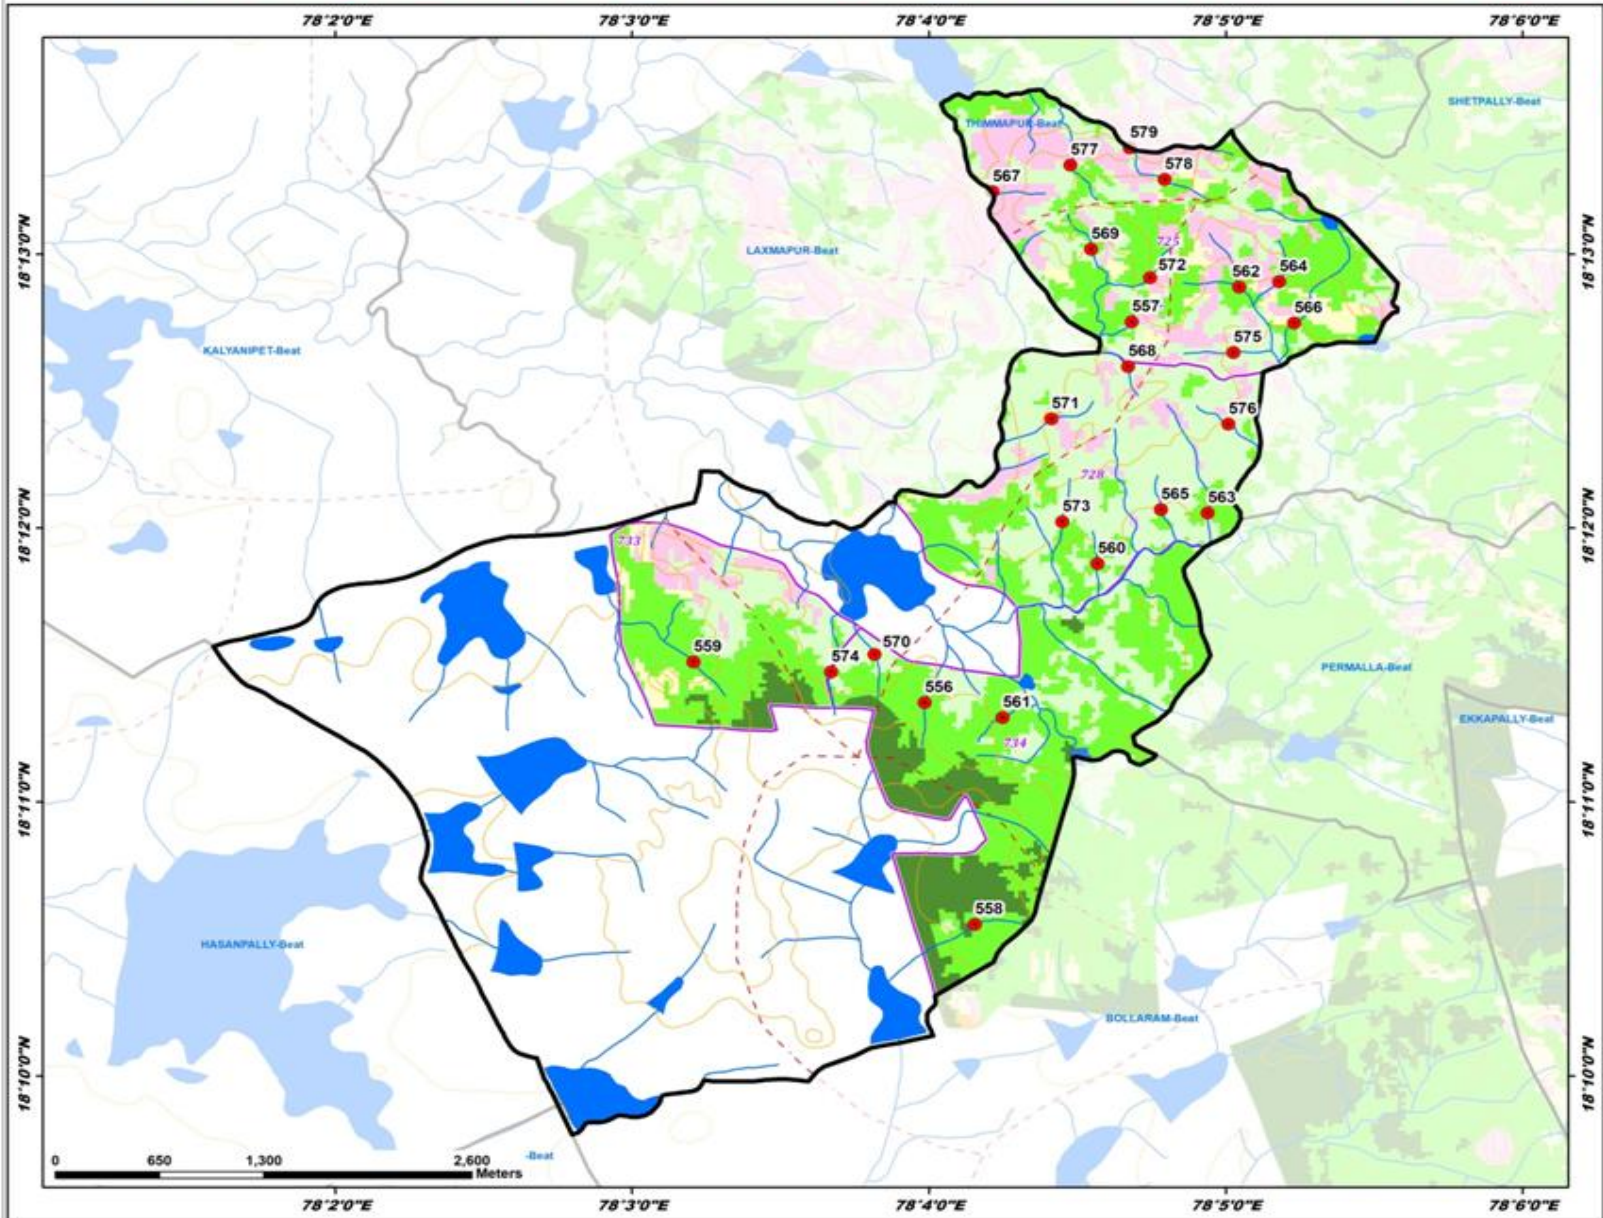 78°2'0"E
78°3'0"E
78°4'0"E
78°5'0"E
78°6'0"E
SHETPALLY-Beat
THIMMAPUR-Beat
579
577
578
567
18°13'0"N
LAXMAPUR-Beat
569
725
18°13'0"N
572
562
564
557
566
KALYANIPET-Beat
575
568
571
576
728
565
563
573
18°12'0"N
18°12'0"N
733
560
559
574
570
PERMALLA-Beat
556
561
EKKAPALLY-Beat
734
18°11'0"N
18°11'0"N
558
HASANPALLY-Beat
BOLLARAM-Beat
18°10'0"N
18°10'0"N
-Beat
0
650
1,300
2,600
Meters
78°2'0"E
78°3'0"E
78°4'0"E
78°5'0"E
78°6'0"E